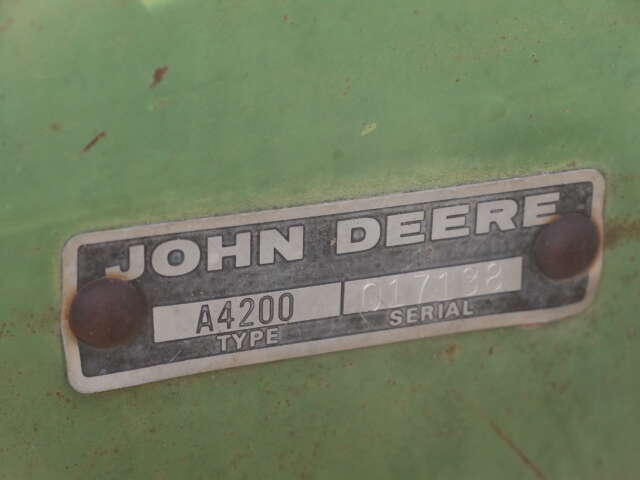 JOHN DEERE
A4200 017138
TYPE SERIAL